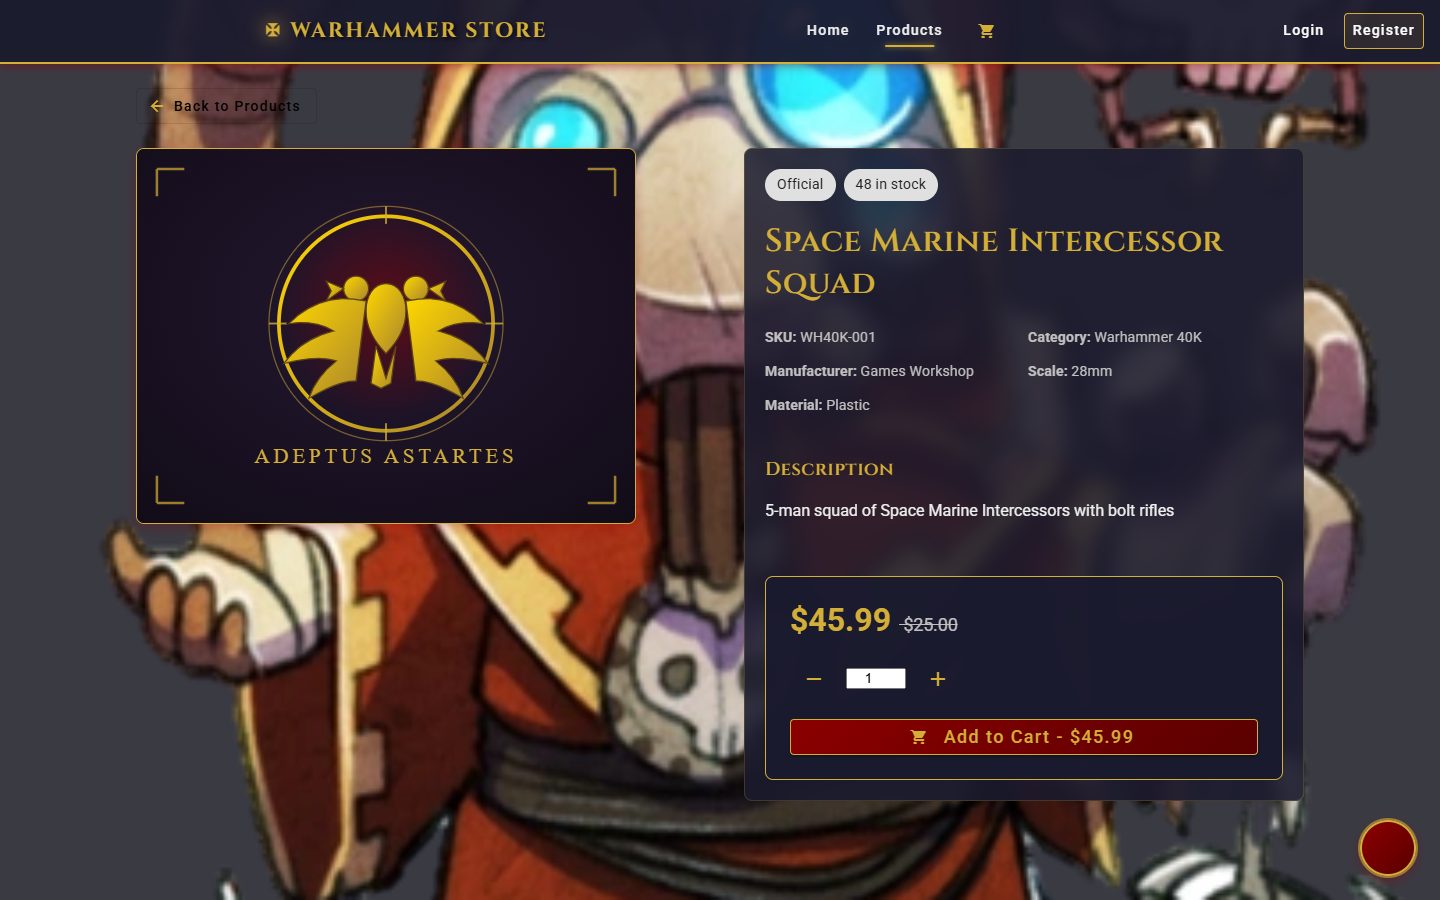 ✠ WARHAMMER STORE
Home
Products
Login
Register
Back to Products
ADEPTUS ASTARTES
Official
48 in stock
Space Marine Intercessor
Squad
SKU: WH40K-001
Category: Warhammer 40K
Manufacturer: Games Workshop
Scale: 28mm
Material: Plastic
Description
5-man squad of Space Marine Intercessors with bolt rifles
$45.99 $25.00
1
Add to Cart - $45.99